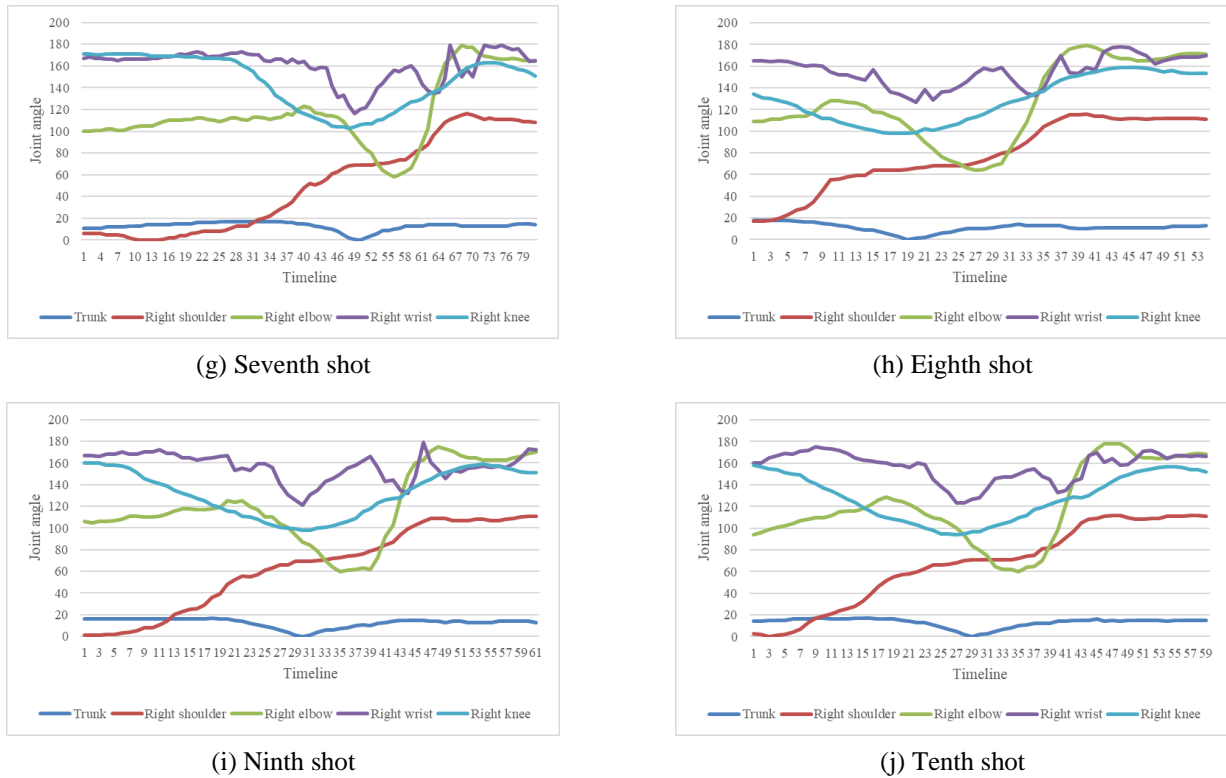 200
180
160
140
120
100
80
60
40
20
0
Joint angle
1 4 7 10 13 16 19 22 25 28 31 34 37 40 43 46 49 52 55 58 61 64 67 70 73 76 79
Timeline
Trunk Right shoulder Right elbow Right wrist Right knee
(g) Seventh shot
200
180
160
140
120
100
80
60
40
20
0
Joint angle
1 3 5 7 9 11 13 15 17 19 21 23 25 27 29 31 33 35 37 39 41 43 45 47 49 51 53
Timeline
Trunk Right shoulder Right elbow Right wrist Right knee
(h) Eighth shot
200
180
160
140
120
100
80
60
40
20
0
Joint angle
1 3 5 7 9 11 13 15 17 19 21 23 25 27 29 31 33 35 37 39 41 43 45 47 49 51 53 55 57 59 61
Timeline
Trunk Right shoulder Right elbow Right wrist Right knee
(i) Ninth shot
200
180
160
140
120
100
80
60
40
20
0
Joint angle
1 3 5 7 9 11 13 15 17 19 21 23 25 27 29 31 33 35 37 39 41 43 45 47 49 51 53 55 57 59
Timeline
Trunk Right shoulder Right elbow Right wrist Right knee
(j) Tenth shot